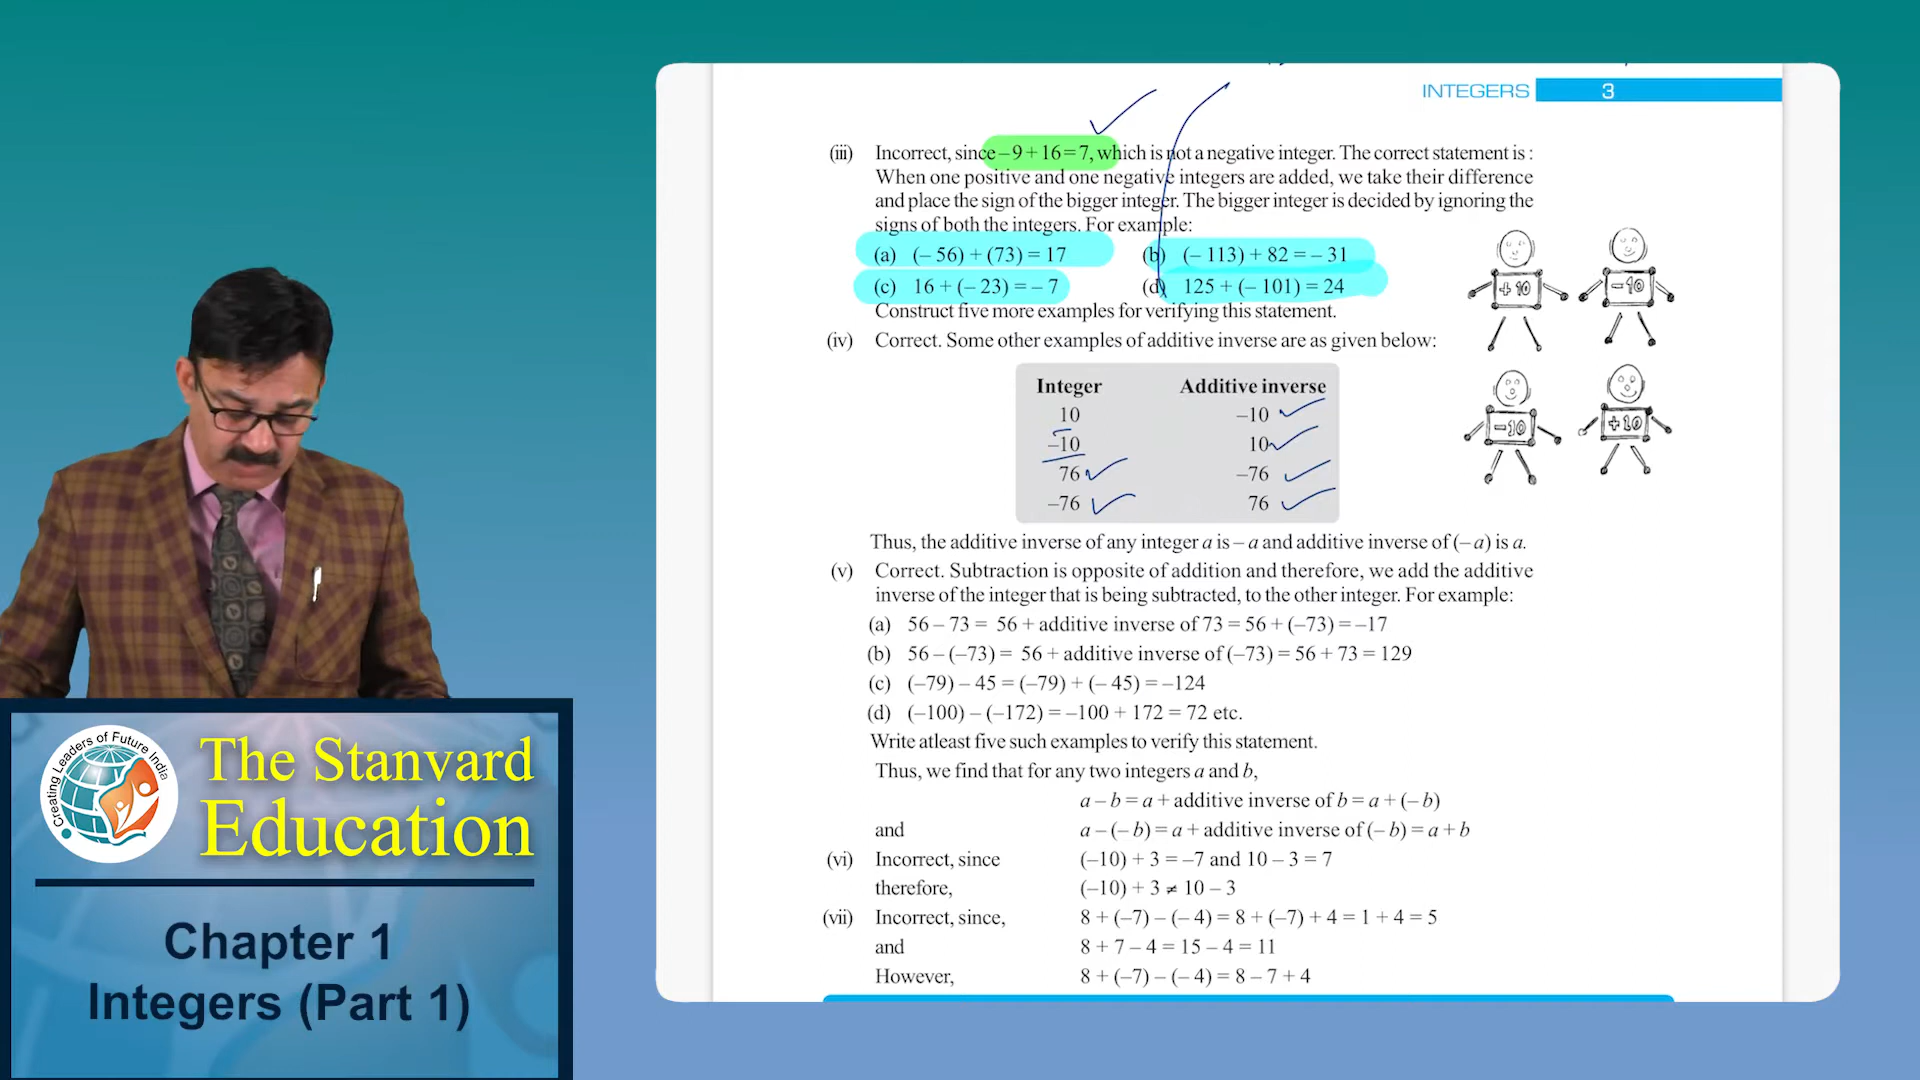 INTEGERS 3
(iii) Incorrect, since – 9 + 16 = 7, which is not a negative integer. The correct statement is :
When one positive and one negative integers are added, we take their difference
and place the sign of the bigger integer. The bigger integer is decided by ignoring the
signs of both the integers. For example:
(a) (– 56) + (73) = 17 (b) (– 113) + 82 = – 31
(c) 16 + (– 23) = – 7 (d) 125 + (– 101) = 24
Construct five more examples for verifying this statement.
(iv) Correct. Some other examples of additive inverse are as given below:
+10 –10
Integer Additive inverse
10 –10
–10 10
76 –76
–76 76
–10 +10
Thus, the additive inverse of any integer a is – a and additive inverse of (– a) is a.
(v) Correct. Subtraction is opposite of addition and therefore, we add the additive
inverse of the integer that is being subtracted, to the other integer. For example:
(a) 56 – 73 = 56 + additive inverse of 73 = 56 + (–73) = –17
(b) 56 – (–73) = 56 + additive inverse of (–73) = 56 + 73 = 129
(c) (–79) – 45 = (–79) + (– 45) = –124
(d) (–100) – (–172) = –100 + 172 = 72 etc.
Write atleast five such examples to verify this statement.
Thus, we find that for any two integers a and b,
a – b = a + additive inverse of b = a + (– b)
and a – (– b) = a + additive inverse of (– b) = a + b
(vi) Incorrect, since (–10) + 3 = –7 and 10 – 3 = 7
therefore, (–10) + 3 ≠ 10 – 3
(vii) Incorrect, since, 8 + (–7) – (– 4) = 8 + (–7) + 4 = 1 + 4 = 5
and 8 + 7 – 4 = 15 – 4 = 11
However, 8 + (–7) – (– 4) = 8 – 7 + 4
Creating Leaders of Future India
The Stanvard
Education
Chapter 1
Integers (Part 1)